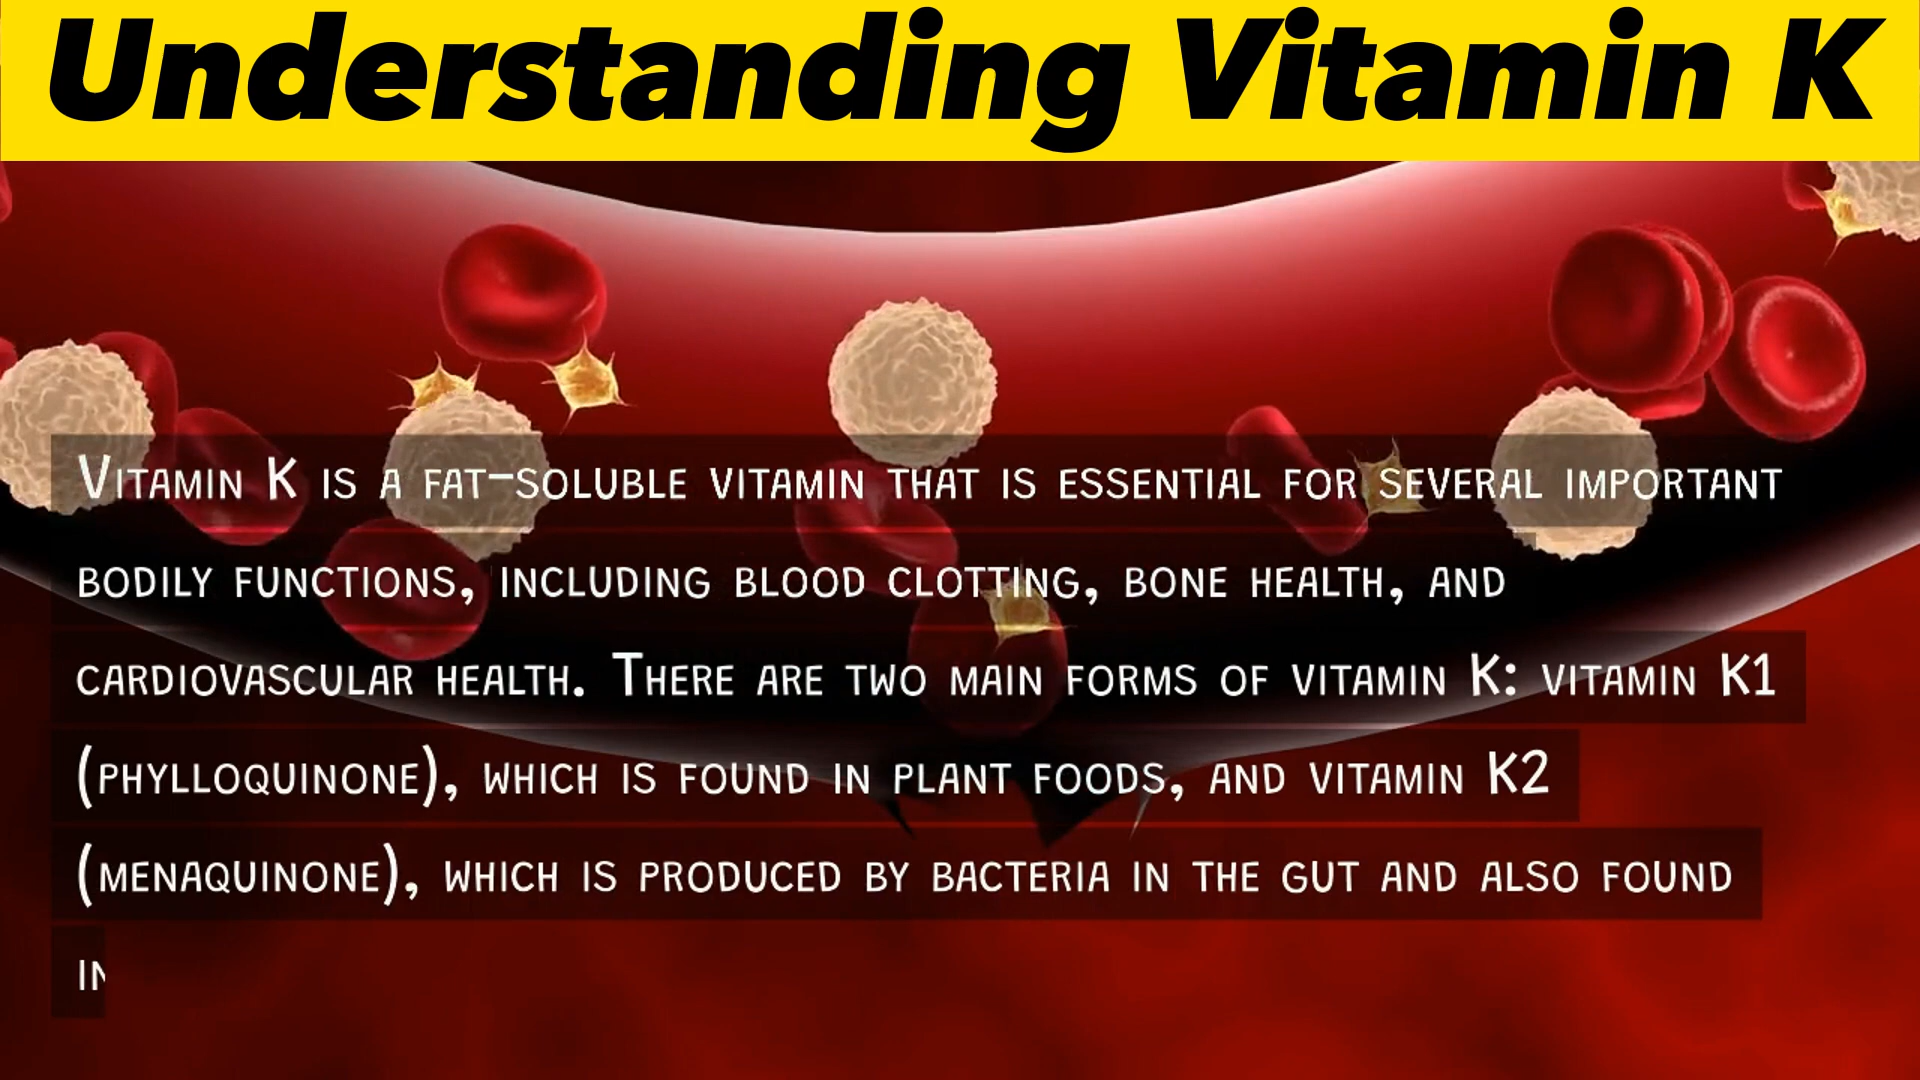 Understanding Vitamin K
Vitamin K is a fat-soluble vitamin that is essential for several important
bodily functions, including blood clotting, bone health, and
cardiovascular health. There are two main forms of vitamin K: vitamin K1
(phylloquinone), which is found in plant foods, and vitamin K2
(menaquinone), which is produced by bacteria in the gut and also found
in